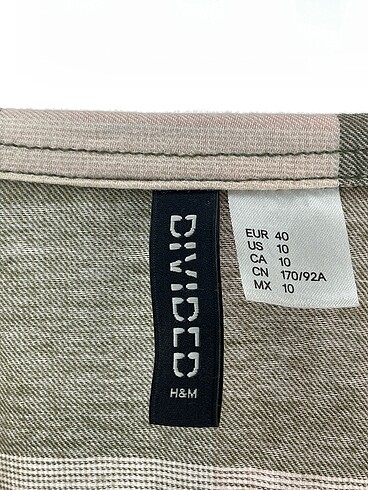 DIVIDED
H&M
EUR 40
US 10
CA 10
CN 170/92A
MX 10